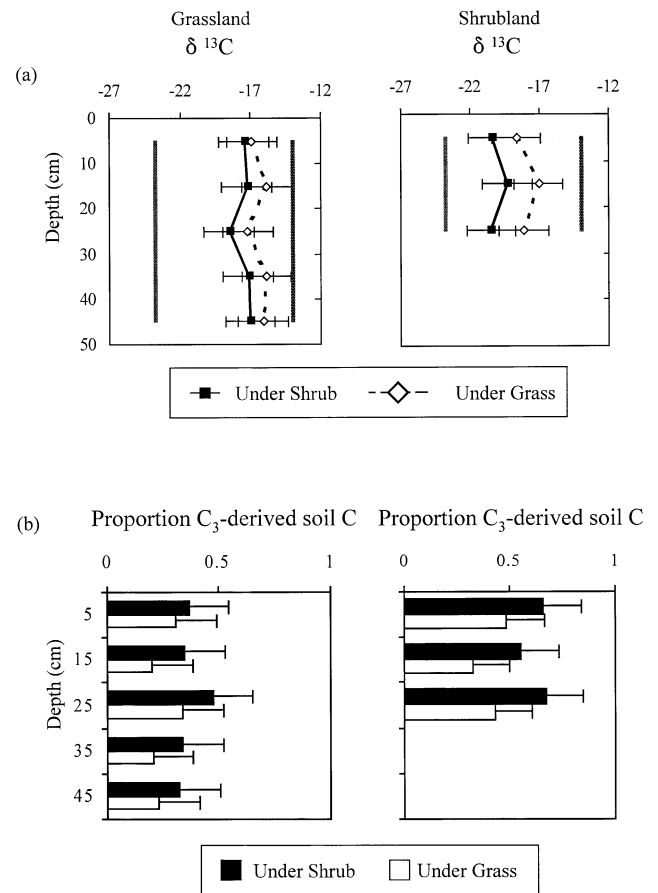 Grassland
δ ¹³C
Shrubland
δ ¹³C
(a)
-27 -22 -17 -12
-27 -22 -17 -12
Depth (cm)
0
10
20
30
40
50
Under Shrub
Under Grass
(b)
Proportion C₃-derived soil C
Proportion C₃-derived soil C
0 0.5 1
0 0.5 1
Depth (cm)
5
15
25
35
45
Under Shrub
Under Grass